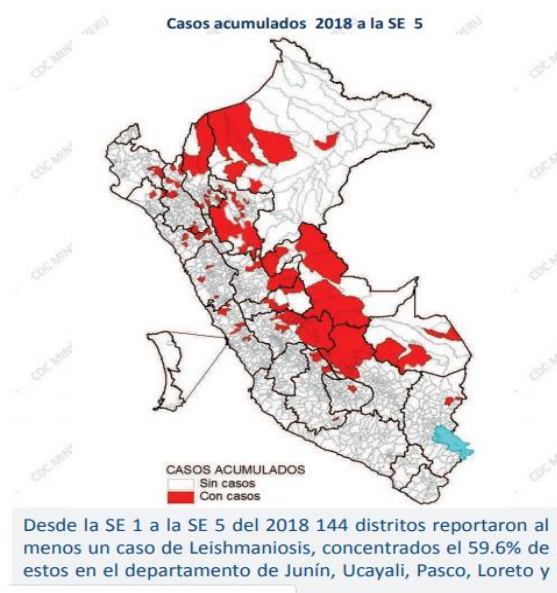 Casos acumulados 2018 a la SE 5
CASOS ACUMULADOS
Sin casos
Con casos
Desde la SE 1 a la SE 5 del 2018 144 distritos reportaron al
menos un caso de Leishmaniosis, concentrados el 59.6% de
estos en el departamento de Junín, Ucayali, Pasco, Loreto y